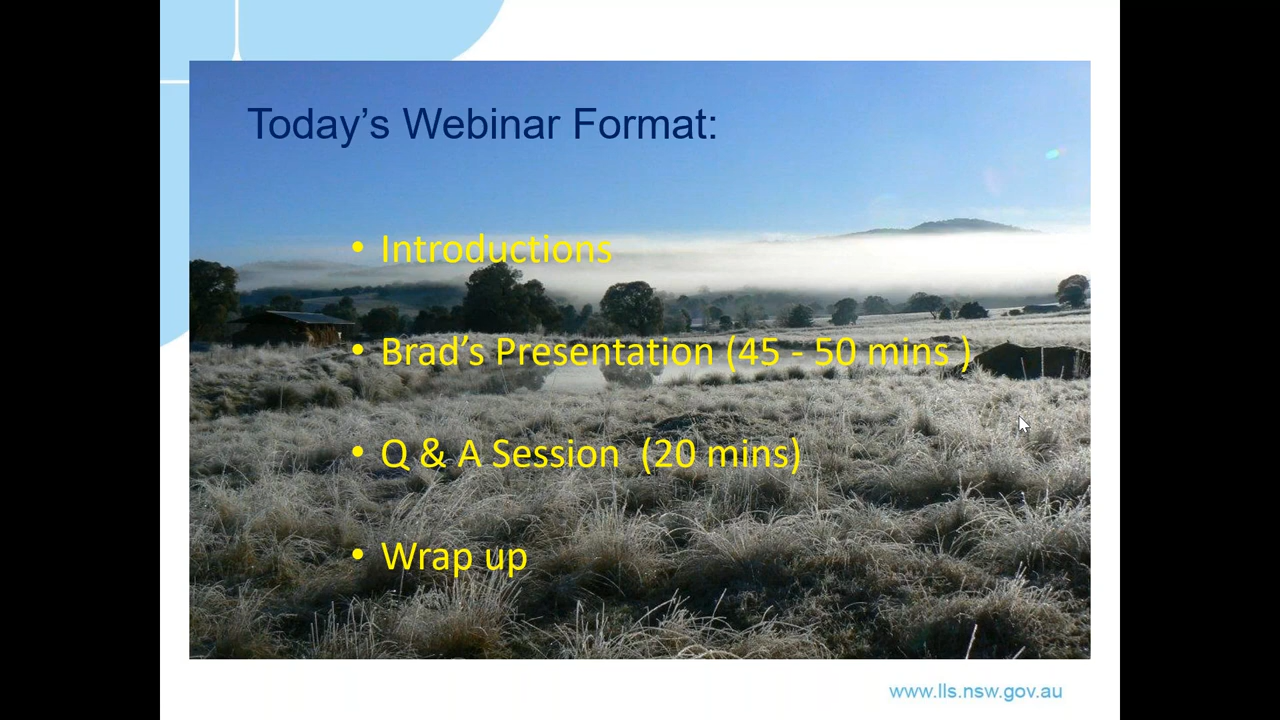 Today’s Webinar Format:
• Introductions
• Brad’s Presentation (45 - 50 mins )
• Q & A Session (20 mins)
• Wrap up
www.lls.nsw.gov.au